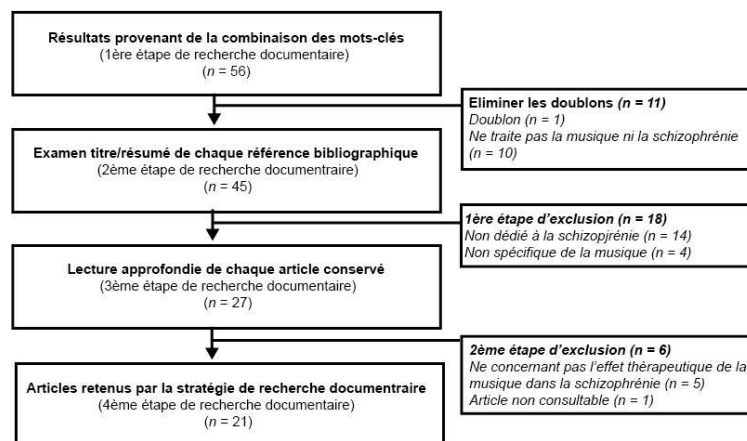 Résultats provenant de la combinaison des mots-clés
(1ère étape de recherche documentaire)
(n = 56)
Eliminer les doublons (n = 11)
Doublon (n = 1)
Ne traite pas la musique ni la schizophrénie
(n = 10)
Examen titre/résumé de chaque référence bibliographique
(2ème étape de recherche documentraire)
n = 45)
1ère étape d'exclusion (n = 18)
Non dédié à la schizopjrénie (n = 14)
Non spécifique de la musique (n = 4)
Lecture approfondie de chaque article conservé
(3ème étape de recherche documentaire)
n = 27)
2ème étape d'exclusion (n = 6)
Ne concernant pas l'effet thèrapeutique de la
musique dans la schizophrénie (n = 5)
Article non consultable (n = 1)
Articles retenus par la stratégie de recherche documentraire
(4ème étape de recherche documentaire)
n = 21)